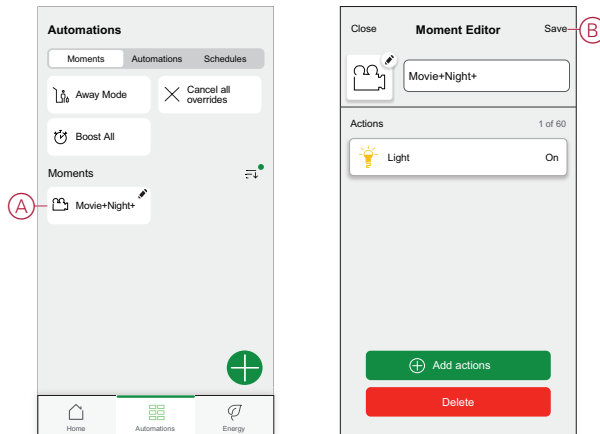 Automations
Moments Automations Schedules
Away Mode
Cancel all
overrides
Boost All
Moments
A
Movie+Night+
Home Automations Energy
Close Moment Editor Save
B
Movie+Night+
Actions 1 of 60
Light On
Add actions
Delete